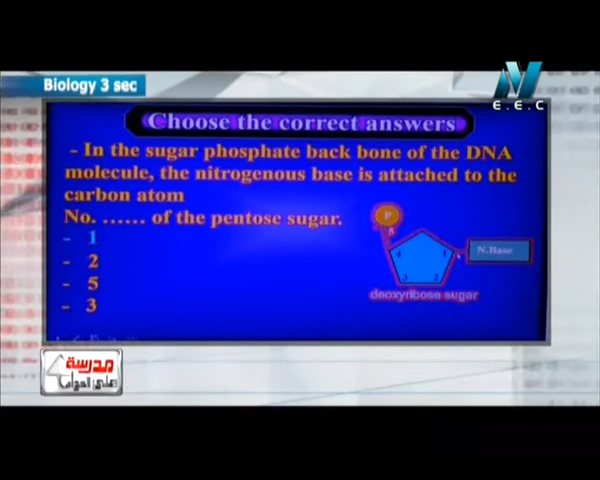 Biology 3 sec
E.E.C
Choose the correct answers
- In the sugar phosphate back bone of the DNA
molecule, the nitrogenous base is attached to the
carbon atom
No. ...... of the pentose sugar.
- 1
- 2
- 5
- 3
P
5
4
1
3
2
N.Base
deoxyribose sugar
مدرسة
على الهواء